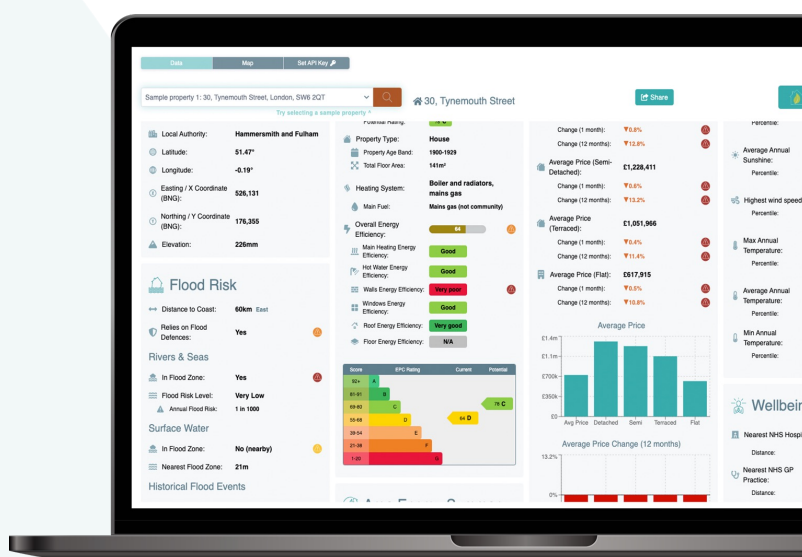 Data Map Set API Key
Sample property 1: 30, Tynemouth Street, London, SW6 2QT
Try selecting a sample property ^
30, Tynemouth Street
Share
Local Authority: Hammersmith and Fulham
Latitude: 51.47°
Longitude: -0.19°
Easting / X Coordinate
(BNG): 526,131
Northing / Y Coordinate
(BNG): 176,355
Elevation: 226mm
Flood Risk
Distance to Coast: 60km East
Relies on Flood
Defences: Yes
Rivers & Seas
In Flood Zone: Yes
Flood Risk Level: Very Low
Annual Flood Risk: 1 in 1000
Surface Water
In Flood Zone: No (nearby)
Nearest Flood Zone: 21m
Historical Flood Events
Potential Rating:
Property Type: House
Property Age Band: 1900-1929
Total Floor Area: 141m²
Heating System: Boiler and radiators,
mains gas
Main Fuel: Mains gas (not community)
Overall Energy
Efficiency: 64
Main Heating Energy
Efficiency: Good
Hot Water Energy
Efficiency: Good
Walls Energy Efficiency: Very poor
Windows Energy
Efficiency: Good
Roof Energy Efficiency: Very good
Floor Energy Efficiency: N/A
Score EPC Rating Current Potential
92+ A
81-91 B
69-80 C 76 C
55-68 D 64 D
39-54 E
21-38 F
1-20 G
Change (1 month): ▼0.8%
Change (12 months): ▼12.8%
Average Price (Semi-
Detached): £1,228,411
Change (1 month): ▼0.6%
Change (12 months): ▼13.2%
Average Price
(Terraced): £1,051,966
Change (1 month): ▼0.4%
Change (12 months): ▼11.4%
Average Price (Flat): £617,915
Change (1 month): ▼0.5%
Change (12 months): ▼10.8%
Average Price
£1.4m
£1.1m
£700k
£350k
£0
Avg Price Detached Semi Terraced Flat
Average Price Change (12 months)
13.2%
0%
Percentile:
Average Annual
Sunshine:
Percentile:
Highest wind speed
Percentile:
Max Annual
Temperature:
Percentile:
Average Annual
Temperature:
Percentile:
Min Annual
Temperature:
Percentile:
Wellbein
Nearest NHS Hospi
Distance:
Nearest NHS GP
Practice:
Distance: